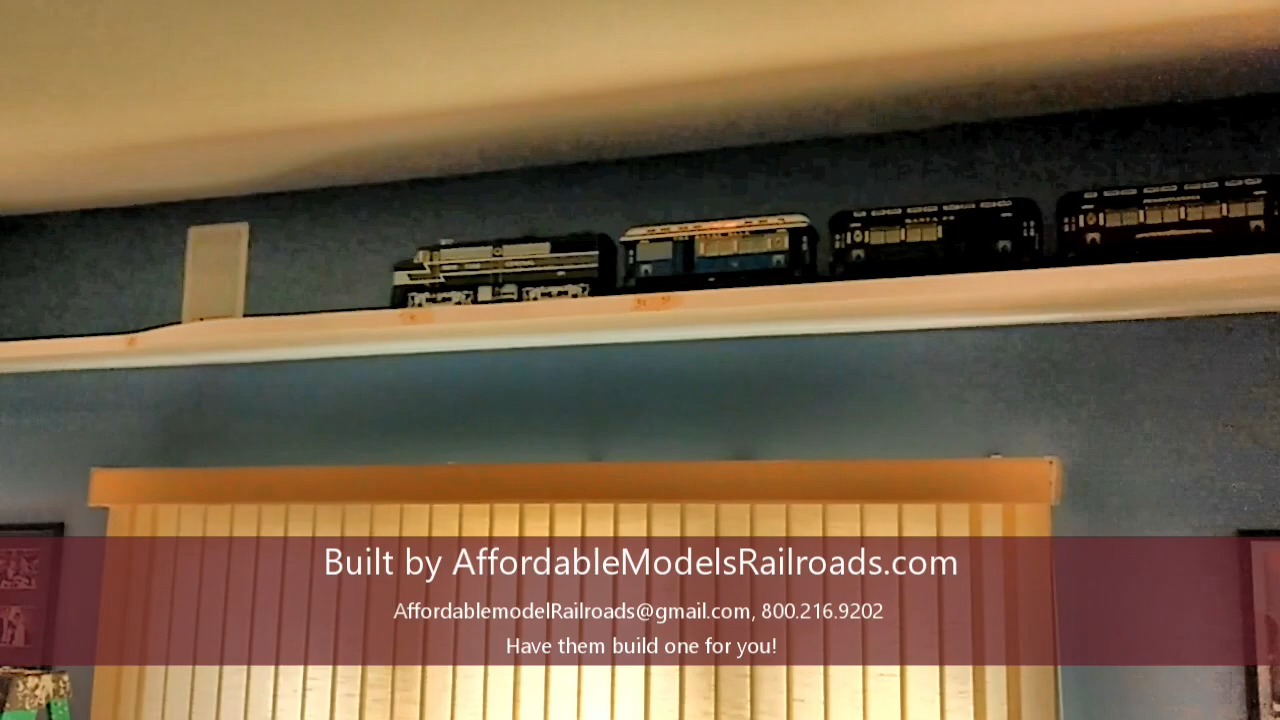 Built by AffordableModelsRailroads.com
AffordablemodelRailroads@gmail.com, 800.216.9202
Have them build one for you!